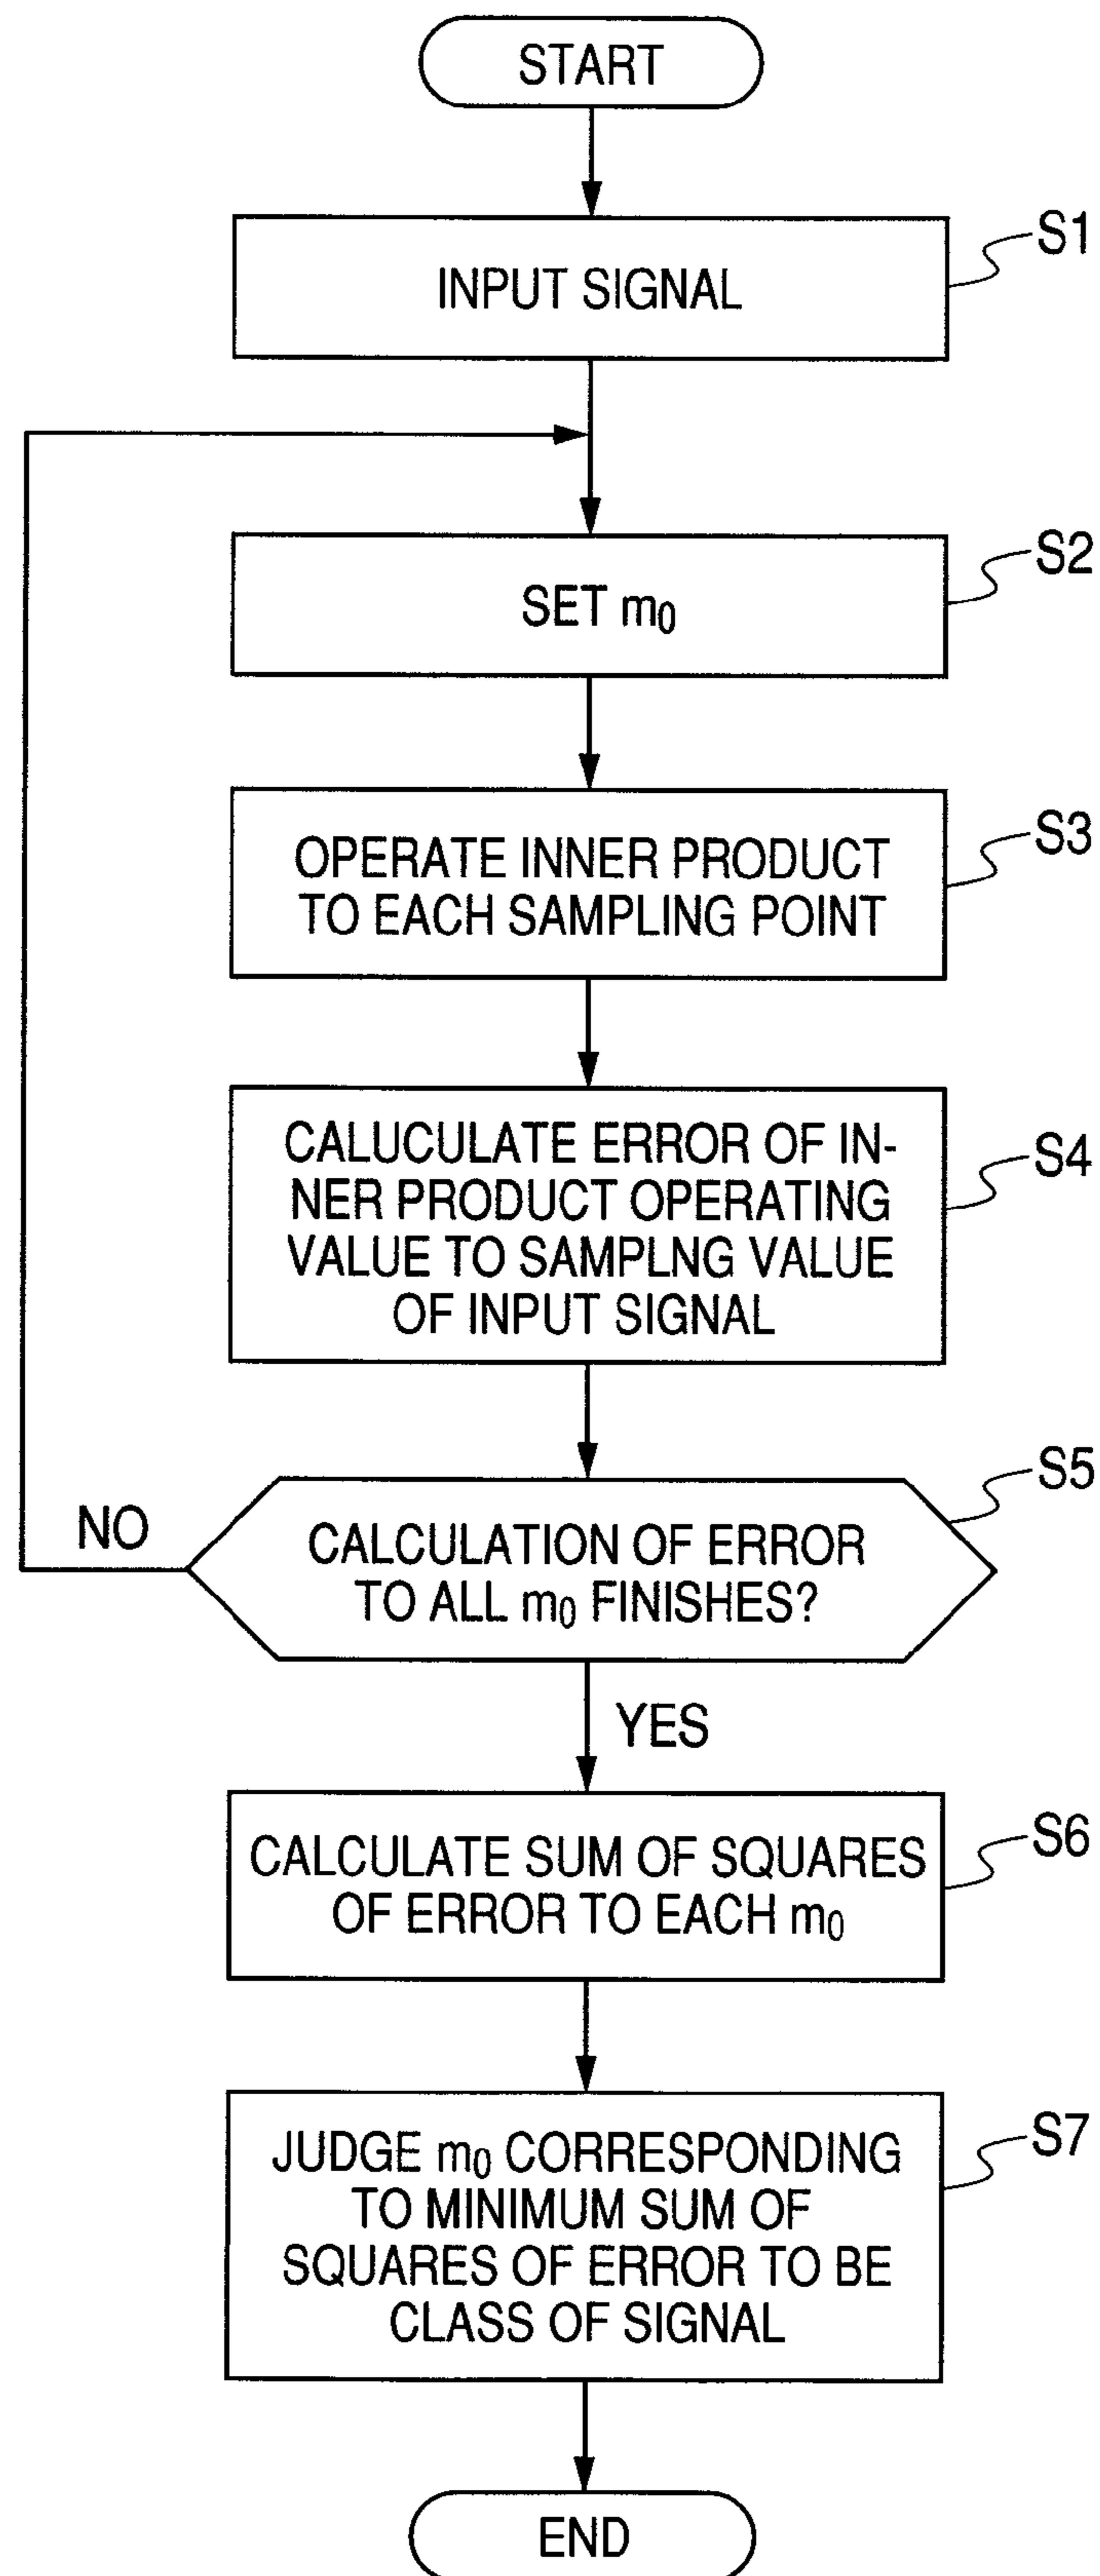 START
S1
INPUT SIGNAL
S2
SET m₀
S3
OPERATE INNER PRODUCT
TO EACH SAMPLING POINT
S4
CALUCULATE ERROR OF IN-
NER PRODUCT OPERATING
VALUE TO SAMPLNG VALUE
OF INPUT SIGNAL
S5
NO
CALCULATION OF ERROR
TO ALL m₀ FINISHES?
YES
S6
CALCULATE SUM OF SQUARES
OF ERROR TO EACH m₀
S7
JUDGE m₀ CORRESPONDING
TO MINIMUM SUM OF
SQUARES OF ERROR TO BE
CLASS OF SIGNAL
END